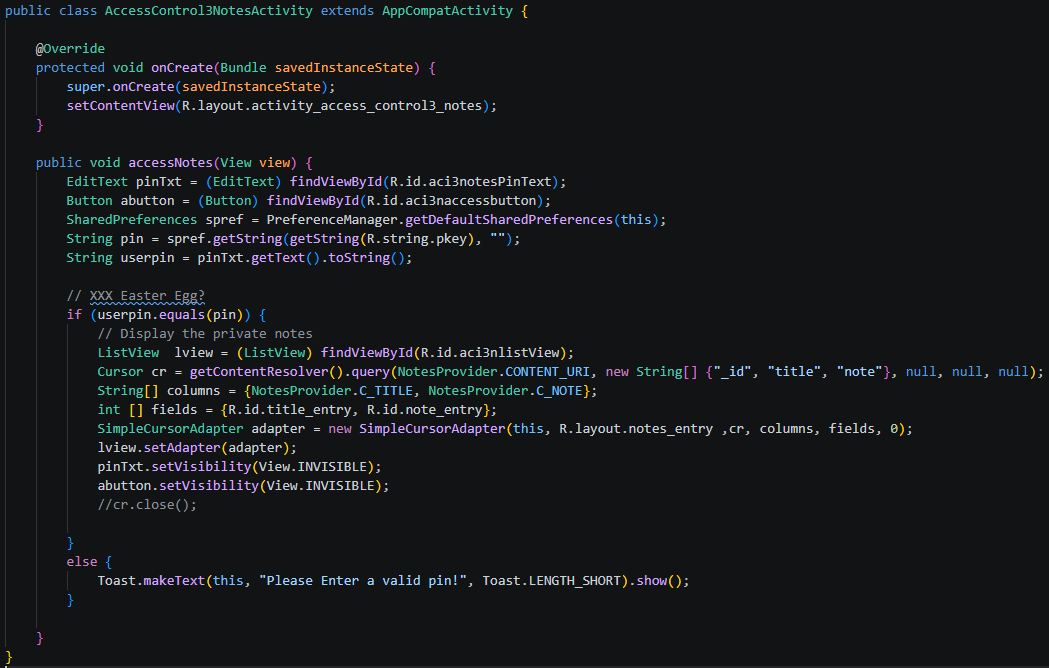 public class AccessControl3NotesActivity extends AppCompatActivity {
@Override
protected void onCreate(Bundle savedInstanceState) {
super.onCreate(savedInstanceState);
setContentView(R.layout.activity_access_control3_notes);
}
public void accessNotes(View view) {
EditText pinTxt = (EditText) findViewById(R.id.aci3notesPinText);
Button abutton = (Button) findViewById(R.id.aci3naccessbutton);
SharedPreferences spref = PreferenceManager.getDefaultSharedPreferences(this);
String pin = spref.getString(getString(R.string.pkey), "");
String userpin = pinTxt.getText().toString();
// XXX Easter Egg?
if (userpin.equals(pin)) {
// Display the private notes
ListView  lview = (ListView) findViewById(R.id.aci3nlistView);
Cursor cr = getContentResolver().query(NotesProvider.CONTENT_URI, new String[] {"_id", "title", "note"}, null, null, null);
String[] columns = {NotesProvider.C_TITLE, NotesProvider.C_NOTE};
int [] fields = {R.id.title_entry, R.id.note_entry};
SimpleCursorAdapter adapter = new SimpleCursorAdapter(this, R.layout.notes_entry ,cr, columns, fields, 0);
lview.setAdapter(adapter);
pinTxt.setVisibility(View.INVISIBLE);
abutton.setVisibility(View.INVISIBLE);
//cr.close();
}
else {
Toast.makeText(this, "Please Enter a valid pin!", Toast.LENGTH_SHORT).show();
}
}
}